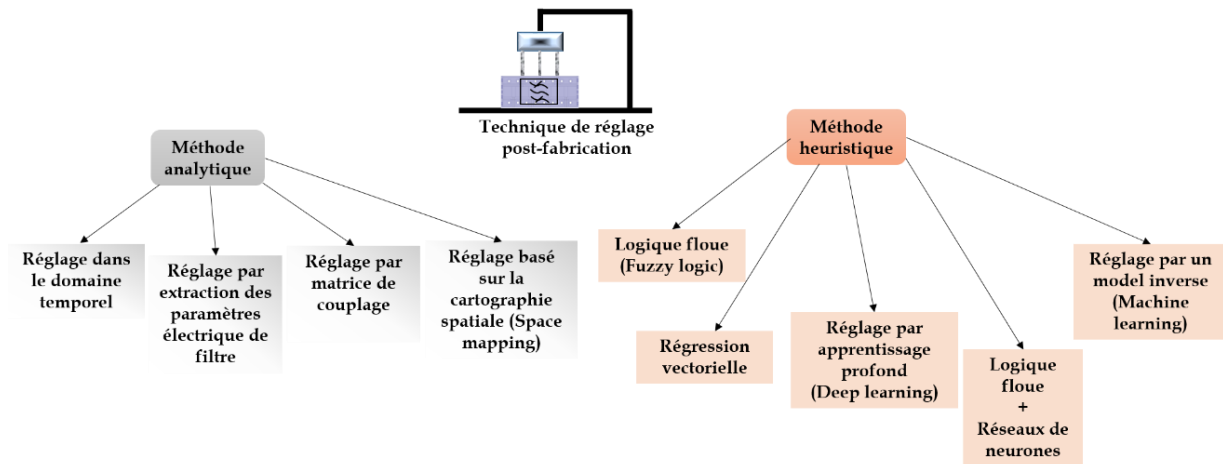 Technique de réglage
post-fabrication
Méthode
analytique
Réglage dans
le domaine
temporel
Réglage par
extraction des
paramètres
électrique de
filtre
Réglage par
matrice de
couplage
Réglage basé
sur la
cartographie
spatiale (Space
mapping)
Méthode
heuristique
Logique floue
(Fuzzy logic)
Régression
vectorielle
Réglage par
apprentissage
profond
(Deep learning)
Logique
floue
+
Réseaux de
neurones
Réglage par un
model inverse
(Machine
learning)